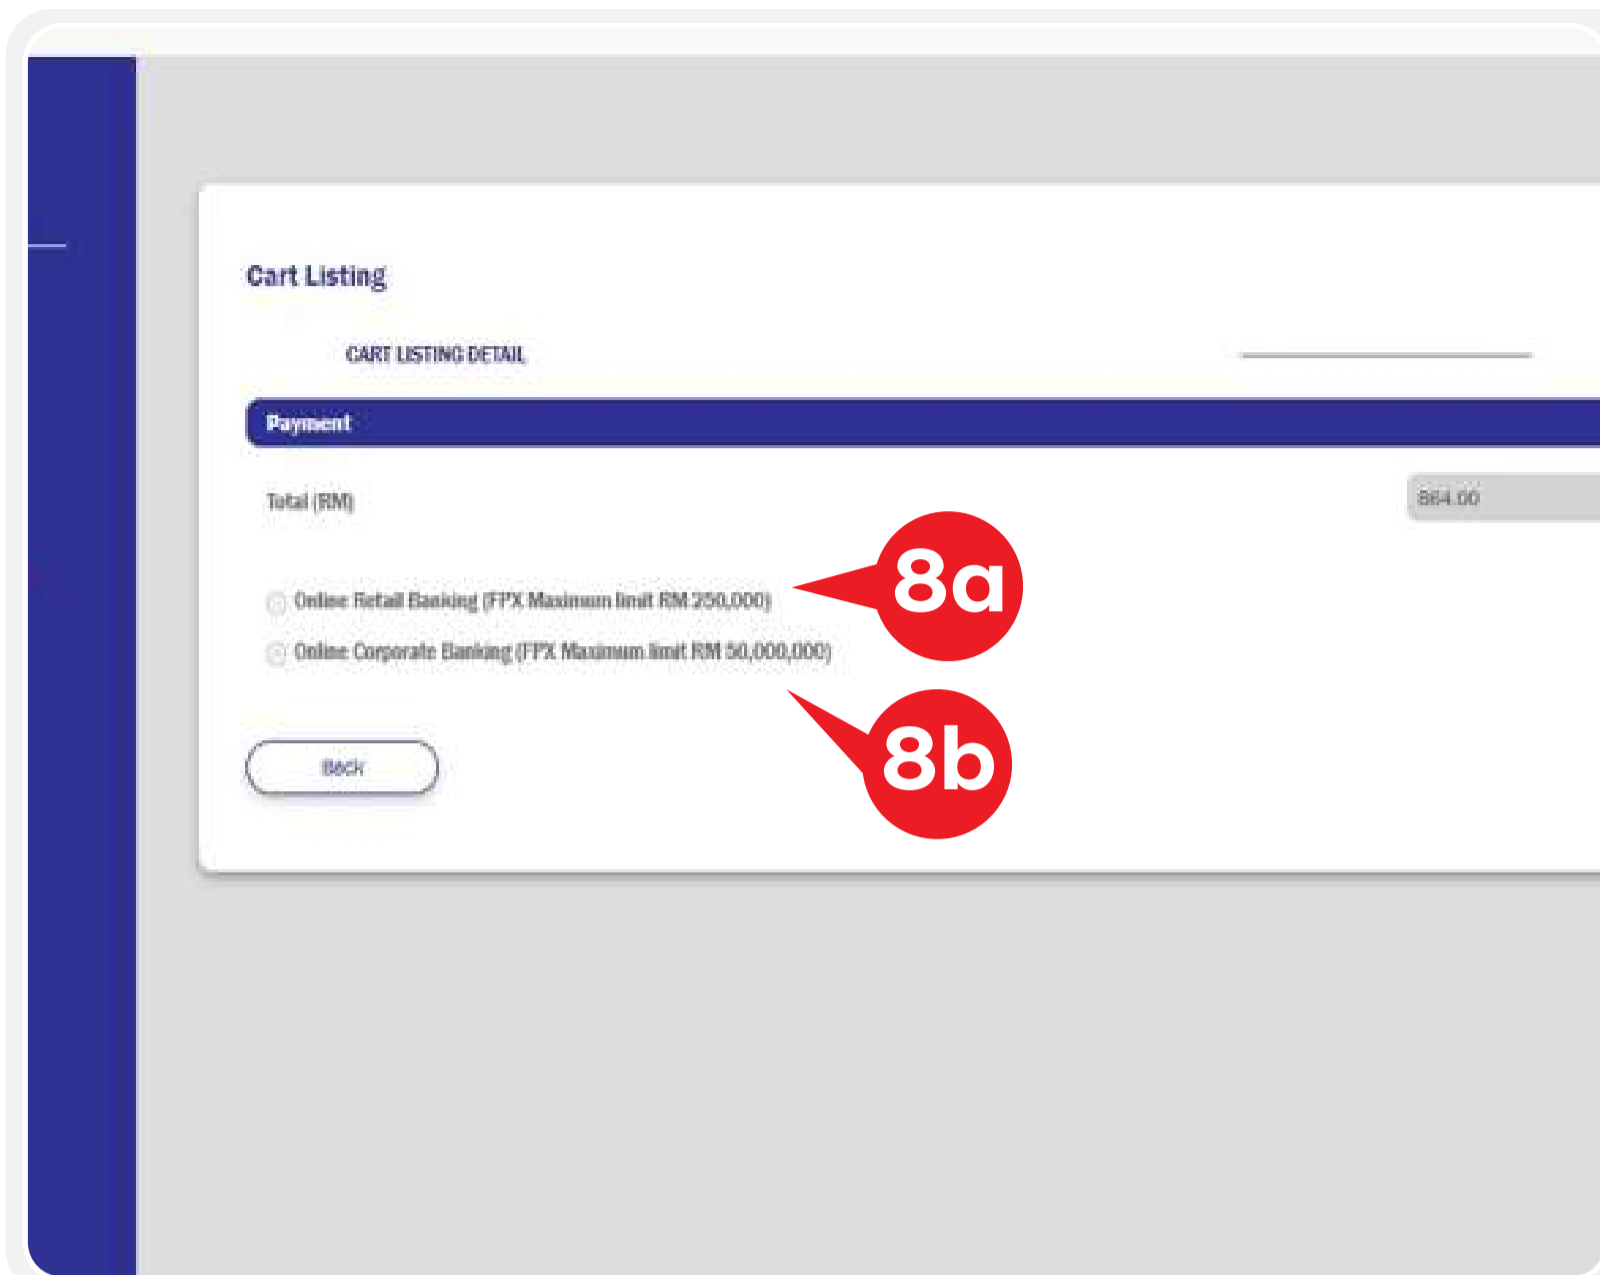 Cart Listing
CART LISTING DETAIL
Payment
Total (RM)
864.00
Online Retail Banking (FPX Maximum limit RM 250,000)
8a
Online Corporate Banking (FPX Maximum limit RM 50,000,000)
8b
Back